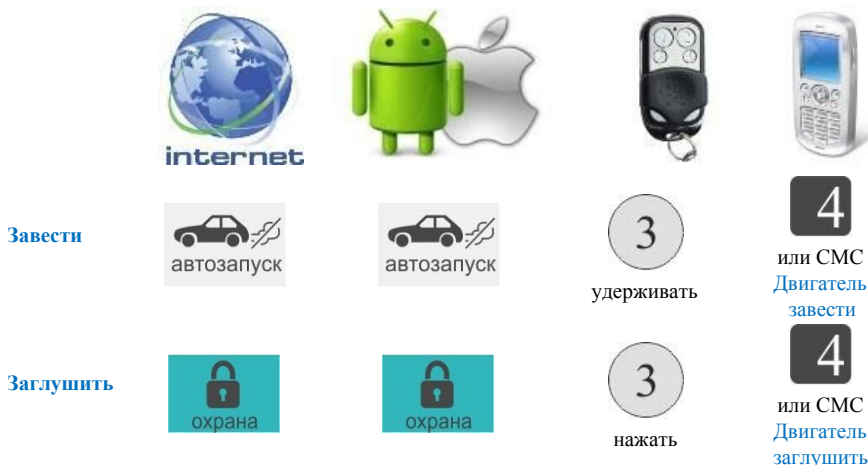 internet
Завести
автозапуск
автозапуск
3
удерживать
4
или СМС
Двигатель
завести
Заглушить
охрана
охрана
3
нажать
4
или СМС
Двигатель
заглушить